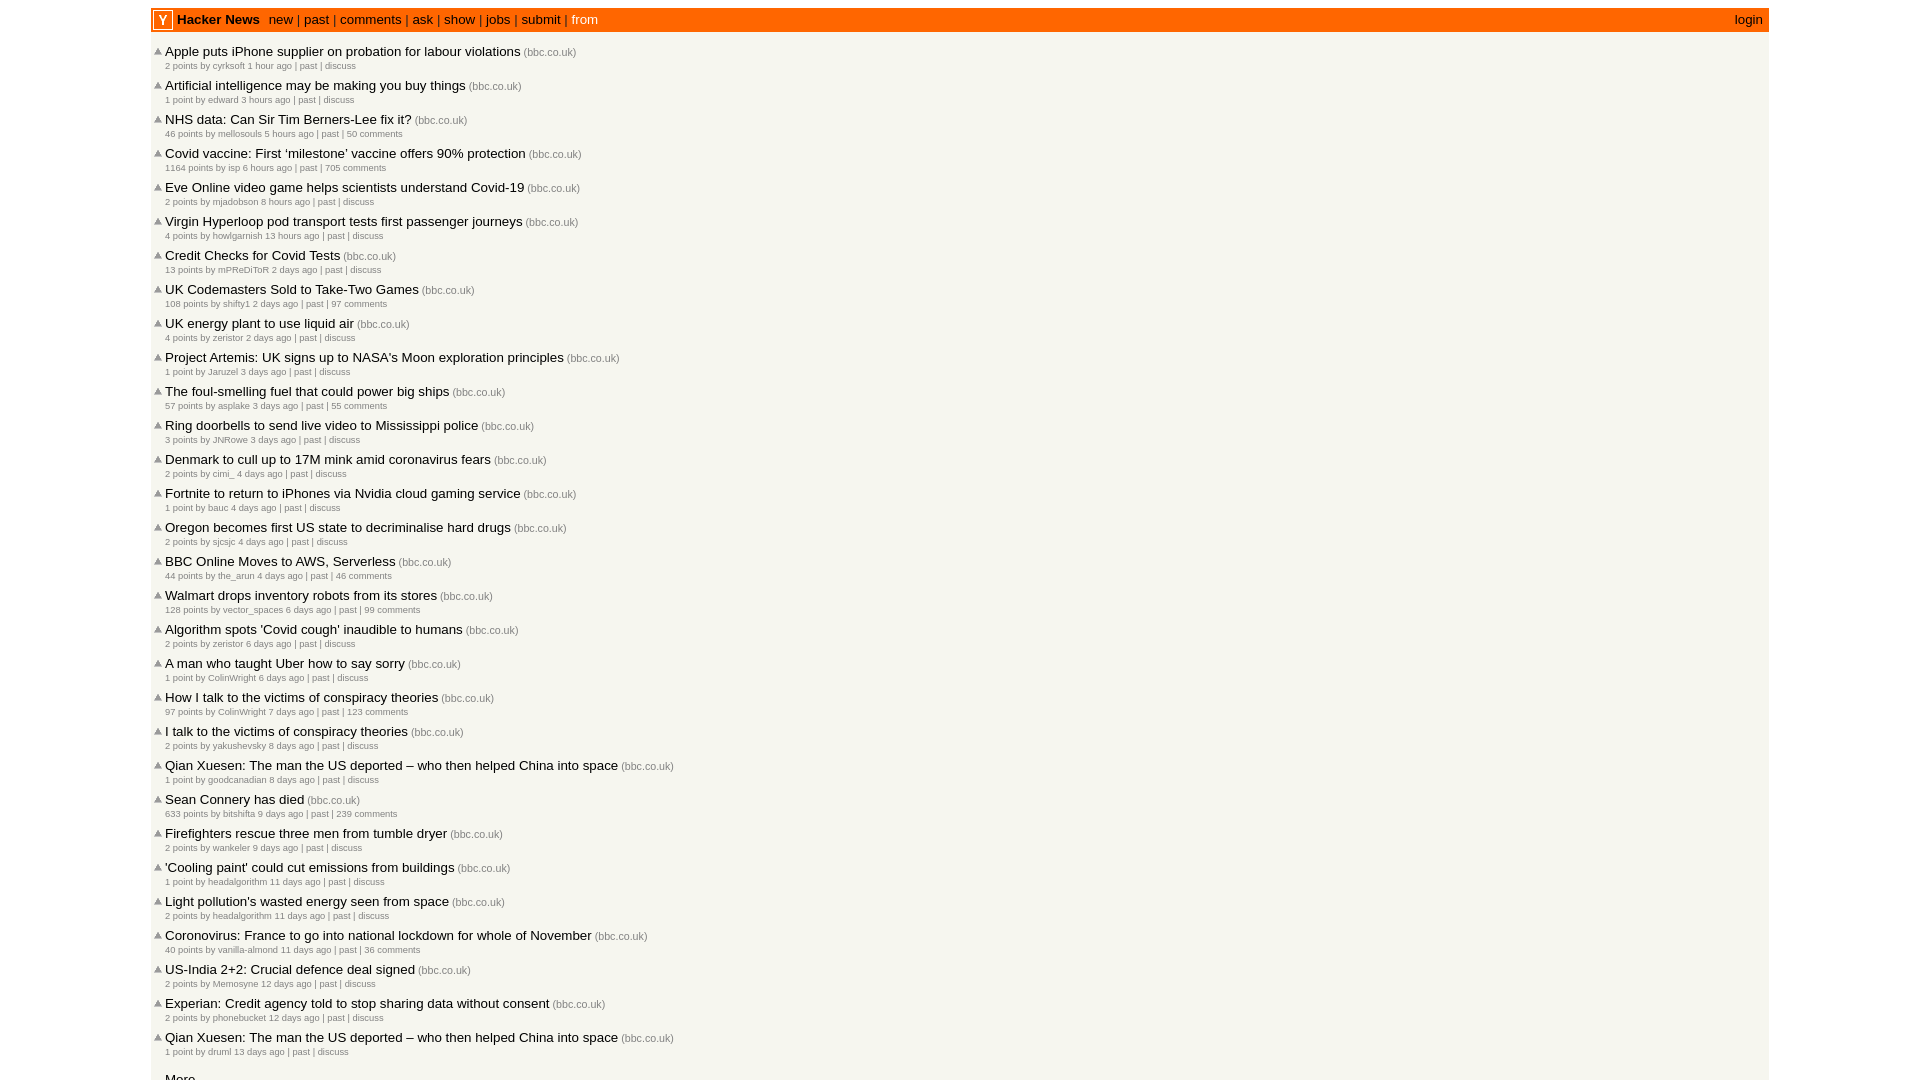 Y Hacker News new | past | comments | ask | show | jobs | submit | from login
Apple puts iPhone supplier on probation for labour violations (bbc.co.uk)
2 points by cyrksoft 1 hour ago | past | discuss
Artificial intelligence may be making you buy things (bbc.co.uk)
1 point by edward 3 hours ago | past | discuss
NHS data: Can Sir Tim Berners-Lee fix it? (bbc.co.uk)
46 points by mellosouls 5 hours ago | past | 50 comments
Covid vaccine: First ‘milestone’ vaccine offers 90% protection (bbc.co.uk)
1164 points by isp 6 hours ago | past | 705 comments
Eve Online video game helps scientists understand Covid-19 (bbc.co.uk)
2 points by mjadobson 8 hours ago | past | discuss
Virgin Hyperloop pod transport tests first passenger journeys (bbc.co.uk)
4 points by howlgarnish 13 hours ago | past | discuss
Credit Checks for Covid Tests (bbc.co.uk)
13 points by mPReDiToR 2 days ago | past | discuss
UK Codemasters Sold to Take-Two Games (bbc.co.uk)
108 points by shifty1 2 days ago | past | 97 comments
UK energy plant to use liquid air (bbc.co.uk)
4 points by zeristor 2 days ago | past | discuss
Project Artemis: UK signs up to NASA's Moon exploration principles (bbc.co.uk)
1 point by Jaruzel 3 days ago | past | discuss
The foul-smelling fuel that could power big ships (bbc.co.uk)
57 points by asplake 3 days ago | past | 55 comments
Ring doorbells to send live video to Mississippi police (bbc.co.uk)
3 points by JNRowe 3 days ago | past | discuss
Denmark to cull up to 17M mink amid coronavirus fears (bbc.co.uk)
2 points by cimi_ 4 days ago | past | discuss
Fortnite to return to iPhones via Nvidia cloud gaming service (bbc.co.uk)
1 point by bauc 4 days ago | past | discuss
Oregon becomes first US state to decriminalise hard drugs (bbc.co.uk)
2 points by sjcsjc 4 days ago | past | discuss
BBC Online Moves to AWS, Serverless (bbc.co.uk)
44 points by the_arun 4 days ago | past | 46 comments
Walmart drops inventory robots from its stores (bbc.co.uk)
128 points by vector_spaces 6 days ago | past | 99 comments
Algorithm spots 'Covid cough' inaudible to humans (bbc.co.uk)
2 points by zeristor 6 days ago | past | discuss
A man who taught Uber how to say sorry (bbc.co.uk)
1 point by ColinWright 6 days ago | past | discuss
How I talk to the victims of conspiracy theories (bbc.co.uk)
97 points by ColinWright 7 days ago | past | 123 comments
I talk to the victims of conspiracy theories (bbc.co.uk)
2 points by yakushevsky 8 days ago | past | discuss
Qian Xuesen: The man the US deported – who then helped China into space (bbc.co.uk)
1 point by goodcanadian 8 days ago | past | discuss
Sean Connery has died (bbc.co.uk)
633 points by bitshifta 9 days ago | past | 239 comments
Firefighters rescue three men from tumble dryer (bbc.co.uk)
2 points by wankeler 9 days ago | past | discuss
'Cooling paint' could cut emissions from buildings (bbc.co.uk)
1 point by headalgorithm 11 days ago | past | discuss
Light pollution's wasted energy seen from space (bbc.co.uk)
2 points by headalgorithm 11 days ago | past | discuss
Coronovirus: France to go into national lockdown for whole of November (bbc.co.uk)
40 points by vanilla-almond 11 days ago | past | 36 comments
US-India 2+2: Crucial defence deal signed (bbc.co.uk)
2 points by Memosyne 12 days ago | past | discuss
Experian: Credit agency told to stop sharing data without consent (bbc.co.uk)
2 points by phonebucket 12 days ago | past | discuss
Qian Xuesen: The man the US deported – who then helped China into space (bbc.co.uk)
1 point by druml 13 days ago | past | discuss
More